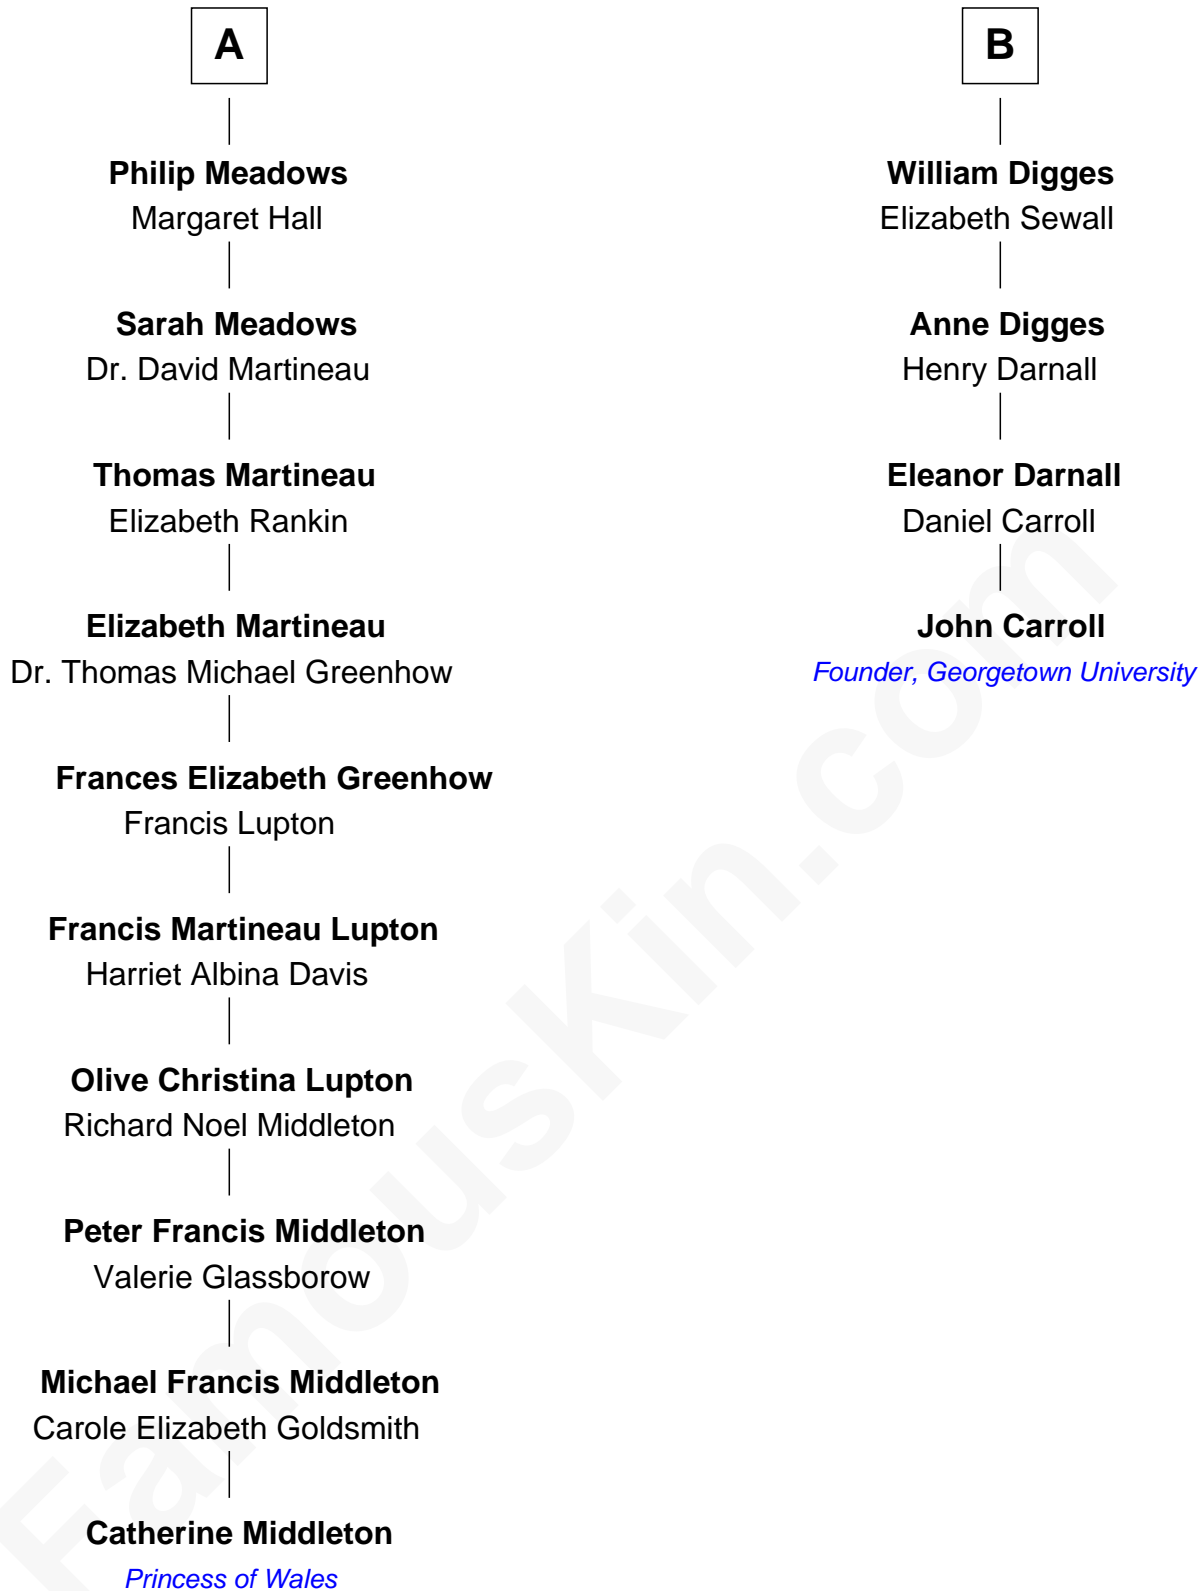 A
Philip Meadows
Margaret Hall
Sarah Meadows
Dr. David Martineau
Thomas Martineau
Elizabeth Rankin
Elizabeth Martineau
Dr. Thomas Michael Greenhow
Frances Elizabeth Greenhow
Francis Lupton
Francis Martineau Lupton
Harriet Albina Davis
Olive Christina Lupton
Richard Noel Middleton
Peter Francis Middleton
Valerie Glassborow
Michael Francis Middleton
Carole Elizabeth Goldsmith
Catherine Middleton
Princess of Wales
B
William Digges
Elizabeth Sewall
Anne Digges
Henry Darnall
Eleanor Darnall
Daniel Carroll
John Carroll
Founder, Georgetown University
FamousKin.com